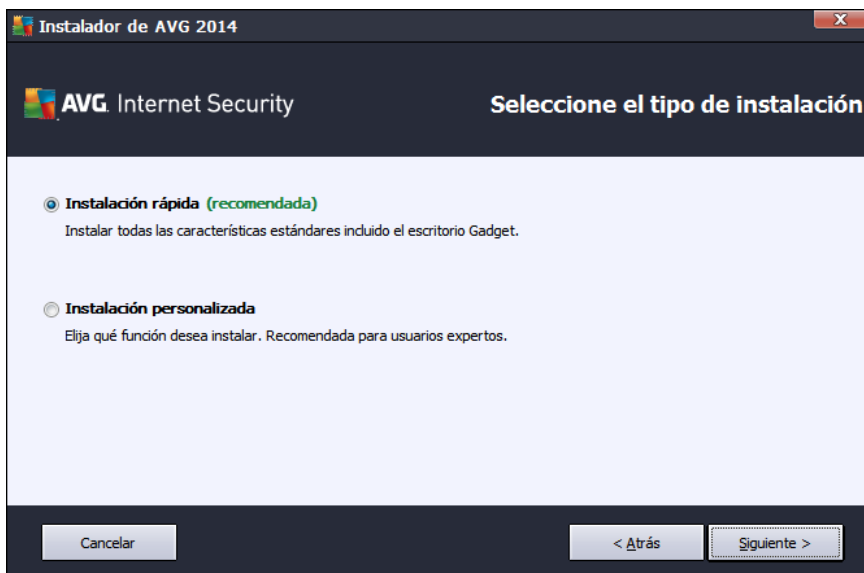 Instalador de AVG 2014
AVG. Internet Security
Seleccione el tipo de instalación
Instalación rápida (recomendada)
Instalar todas las características estándares incluido el escritorio Gadget.
Instalación personalizada
Elija qué función desea instalar. Recomendada para usuarios expertos.
Cancelar
< Atrás
Siguiente >